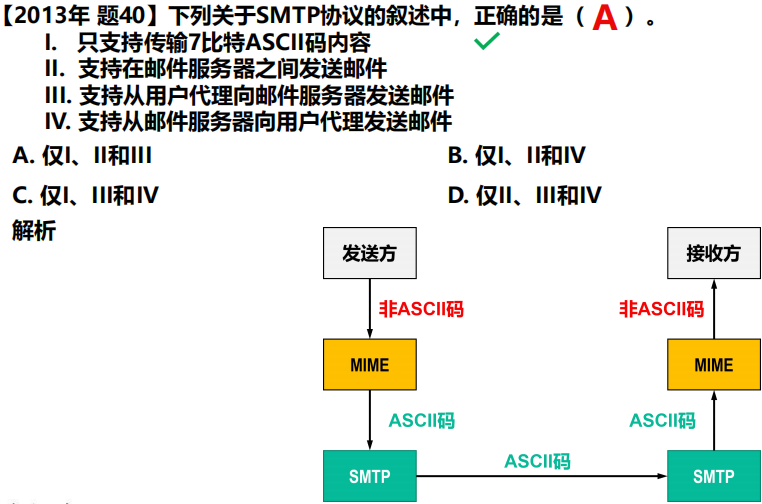 【2013年 题40】下列关于SMTP协议的叙述中，正确的是（ A ）。
I. 只支持传输7比特ASCII码内容
II. 支持在邮件服务器之间发送邮件
III. 支持从用户代理向邮件服务器发送邮件
IV. 支持从邮件服务器向用户代理发送邮件
A. 仅I、II和III
B. 仅I、II和IV
C. 仅I、III和IV
D. 仅II、III和IV
解析
发送方
接收方
非ASCII码
非ASCII码
MIME
MIME
ASCII码
ASCII码
ASCII码
SMTP
SMTP